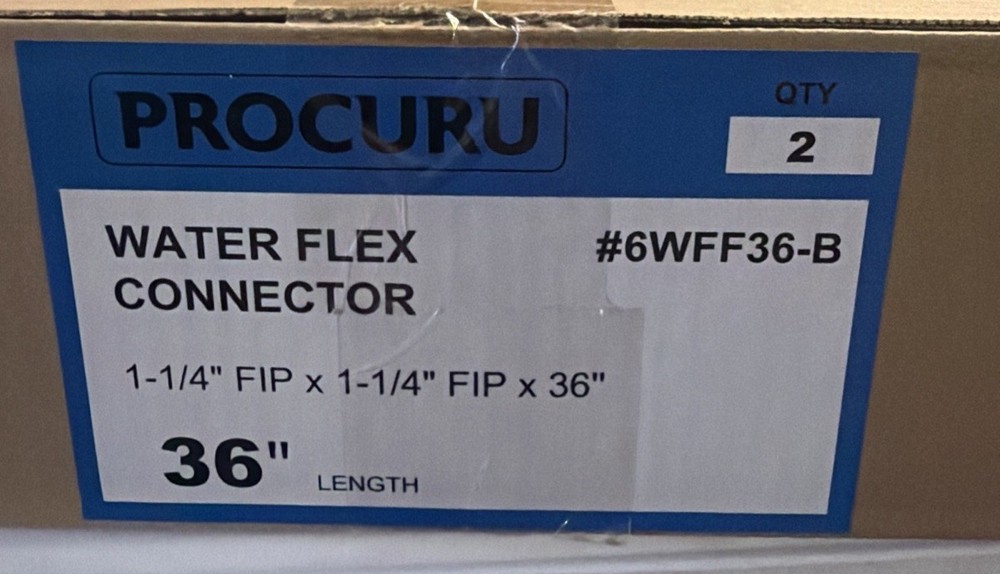 PROCURU
QTY
2
WATER FLEX
CONNECTOR
#6WFF36-B
1-1/4" FIP x 1-1/4" FIP x 36"
36" LENGTH